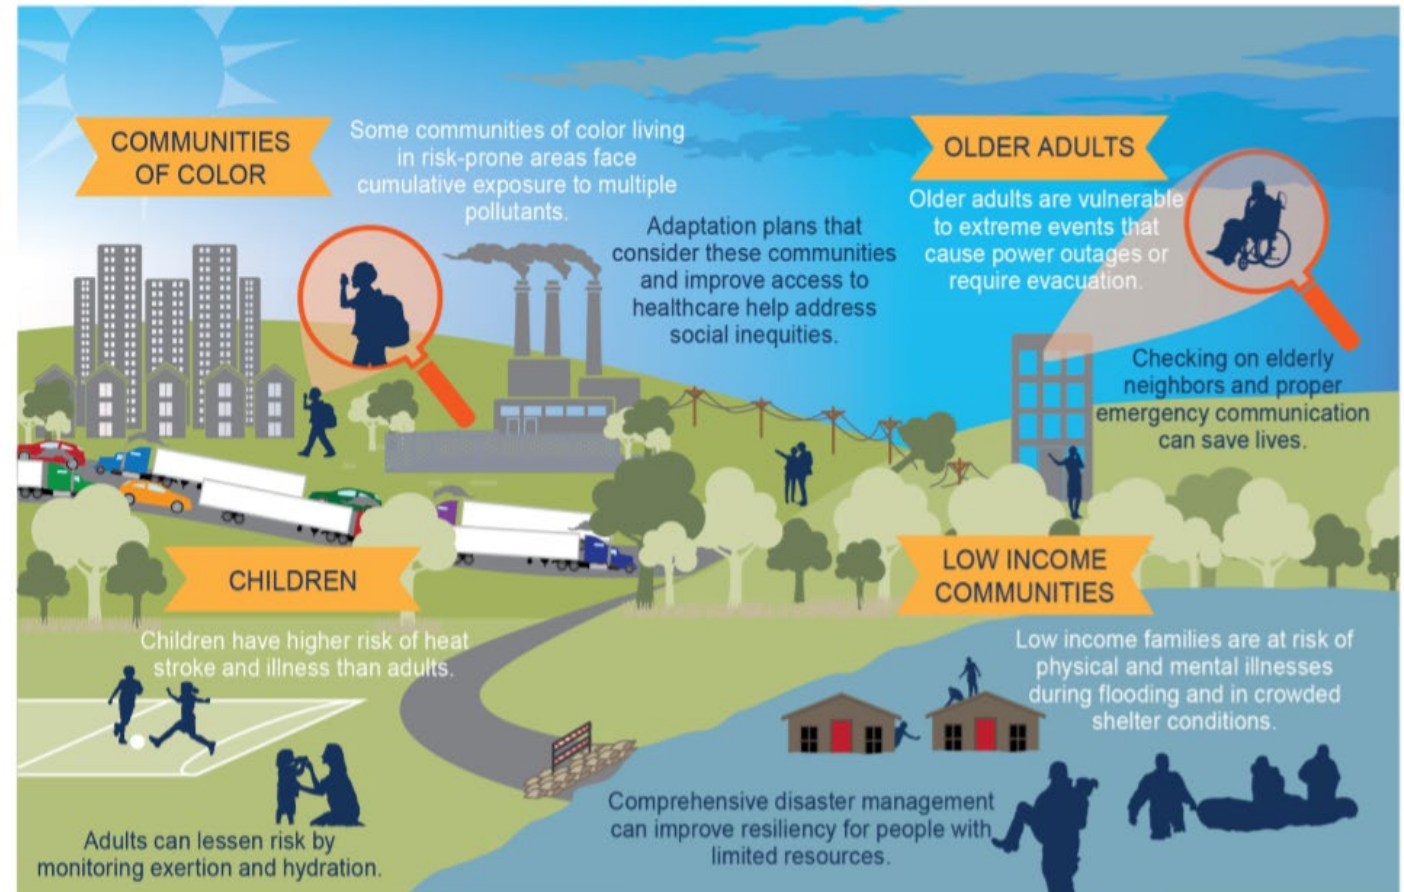 COMMUNITIES
OF COLOR
Some communities of color living
in risk-prone areas face
cumulative exposure to multiple
pollutants.
Adaptation plans that
consider these communities
and improve access to
healthcare help address
social inequities.
OLDER ADULTS
Older adults are vulnerable
to extreme events that
cause power outages or
require evacuation.
Checking on elderly
neighbors and proper
emergency communication
can save lives.
CHILDREN
Children have higher risk of heat
stroke and illness than adults.
Adults can lessen risk by
monitoring exertion and hydration.
LOW INCOME
COMMUNITIES
Low income families are at risk of
physical and mental illnesses
during flooding and in crowded
shelter conditions.
Comprehensive disaster management
can improve resiliency for people with
limited resources.